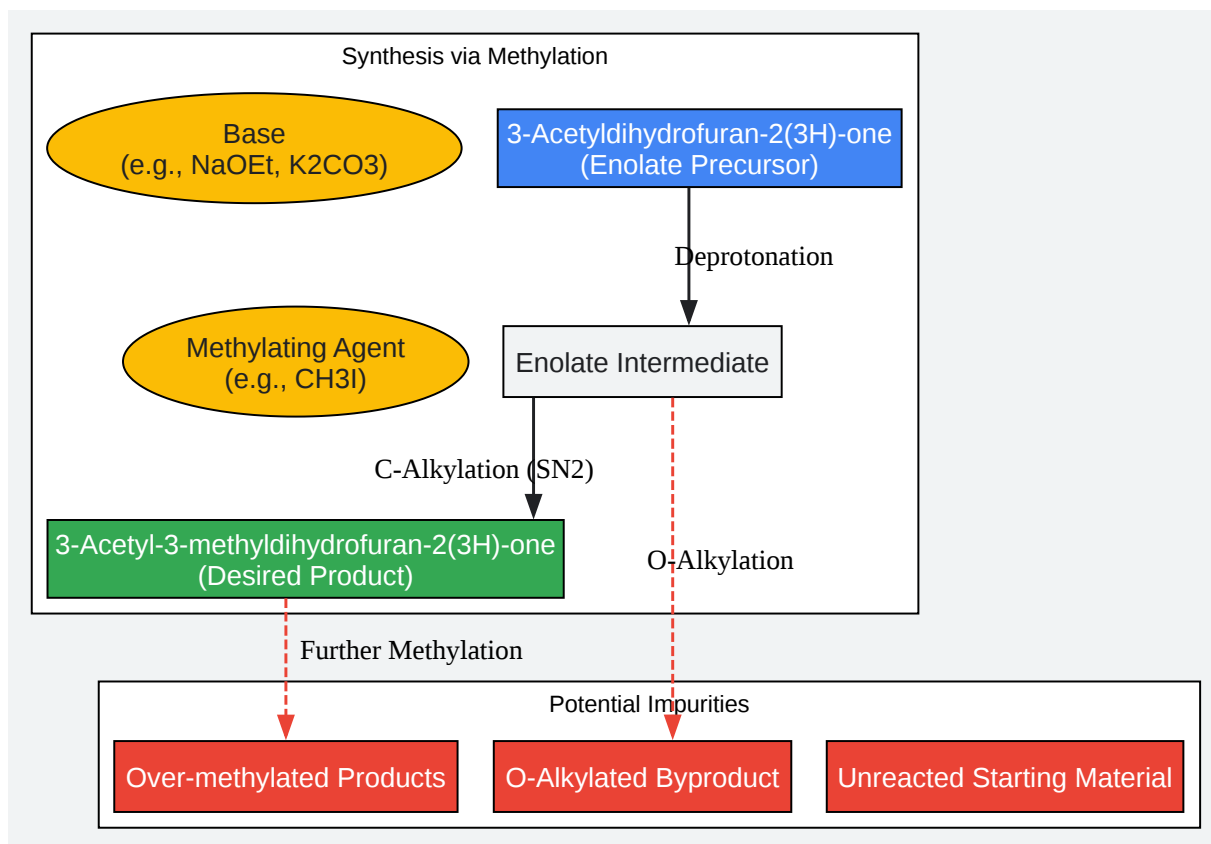 Synthesis via Methylation
Base
(e.g., NaOEt, K2CO3)
3-Acetyldihydrofuran-2(3H)-one
(Enolate Precursor)
Deprotonation
Methylating Agent
(e.g., CH3I)
Enolate Intermediate
C-Alkylation (SN2)
3-Acetyl-3-methyldihydrofuran-2(3H)-one
(Desired Product)
O-Alkylation
Further Methylation
Potential Impurities
Over-methylated Products
O-Alkylated Byproduct
Unreacted Starting Material